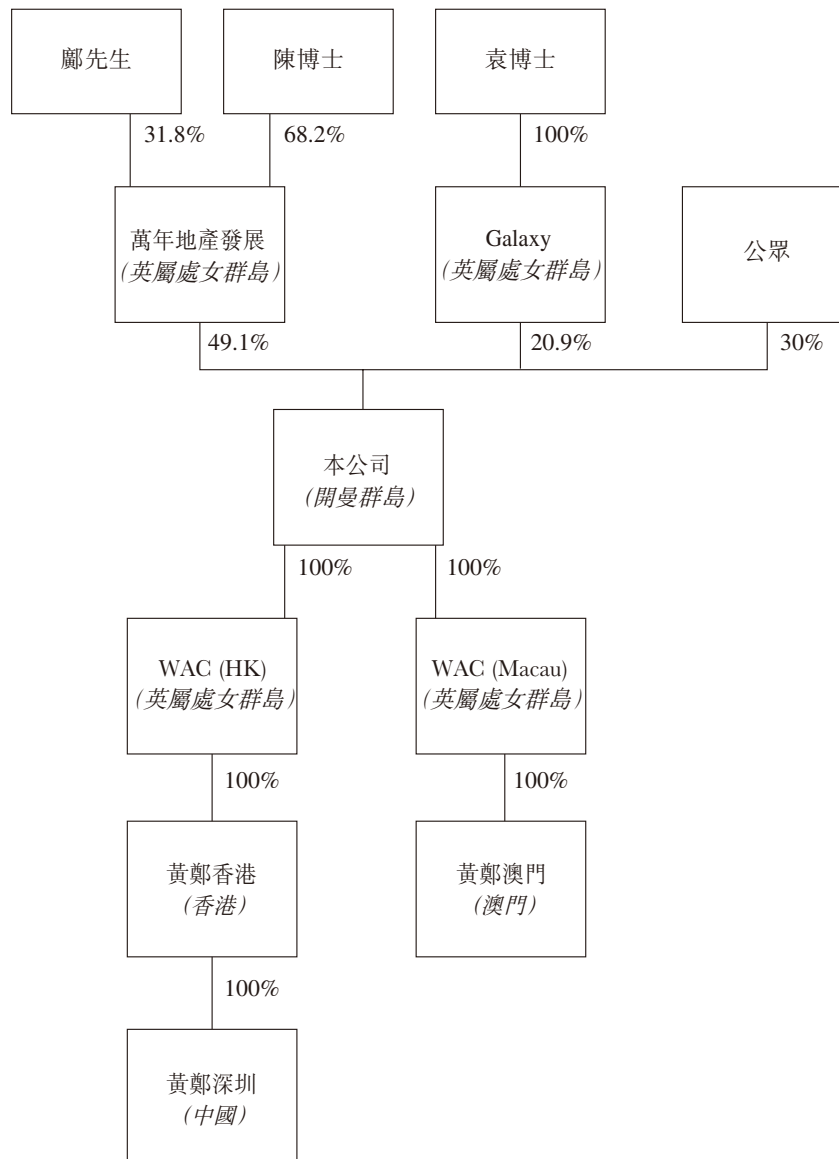 鄺先生
陳博士
袁博士
31.8%
68.2%
100%
萬年地產發展
(英屬處女群島)
Galaxy
(英屬處女群島)
公眾
49.1%
20.9%
30%
本公司
(開曼群島)
100%
100%
WAC (HK)
(英屬處女群島)
WAC (Macau)
(英屬處女群島)
100%
100%
黃鄭香港
(香港)
黃鄭澳門
(澳門)
100%
黃鄭深圳
(中國)